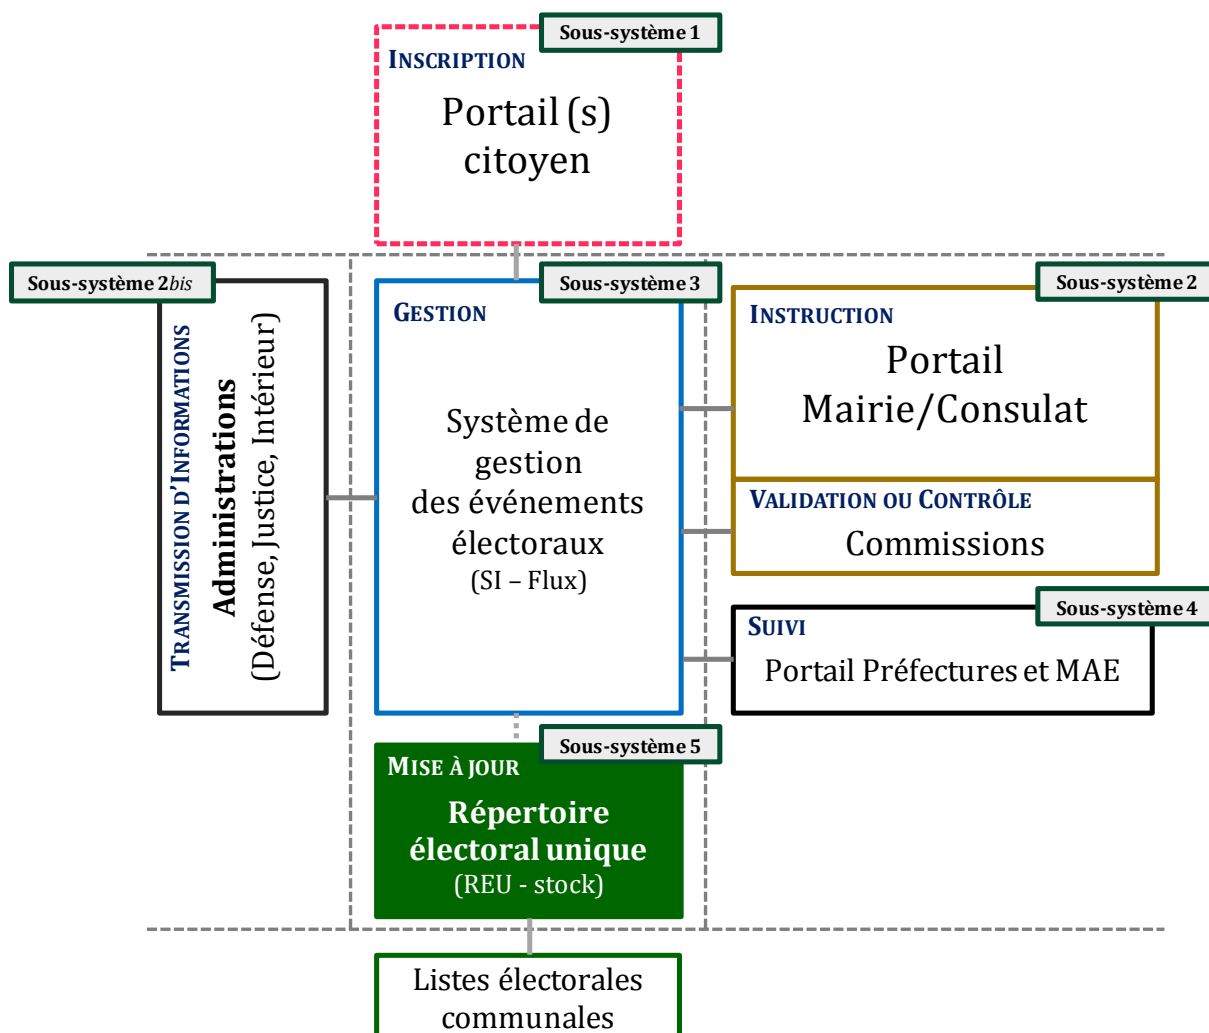 Sous-système 1
INSCRIPTION
Portail (s)
citoyen
Sous-système 2bis
TRANSMISSION D'INFORMATIONS
Administrations
(Défense, Justice, Intérieur)
Sous-système 3
GESTION
Système de
gestion
des événements
électoraux
(SI – Flux)
Sous-système 2
INSTRUCTION
Portail
Mairie/Consulat
VALIDATION OU CONTRÔLE
Commissions
Sous-système 4
SUIVI
Portail Préfectures et MAE
Sous-système 5
MISE À JOUR
Répertoire
électoral unique
(REU - stock)
Listes électorales
communales